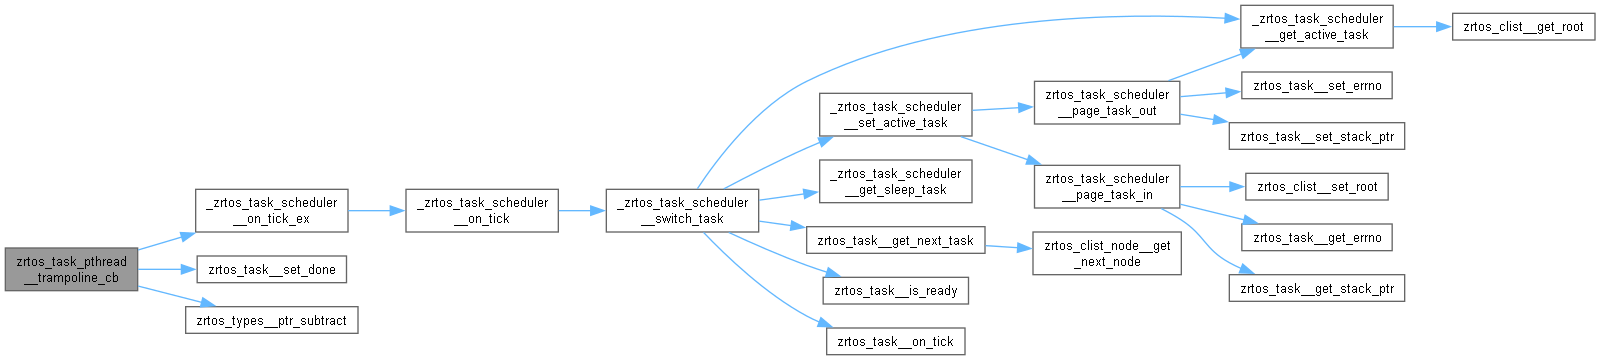 zrtos_task_pthread
__trampoline_cb
_zrtos_task_scheduler
__on_tick_ex
zrtos_task__set_done
zrtos_types__ptr_subtract
_zrtos_task_scheduler
__on_tick
_zrtos_task_scheduler
__switch_task
_zrtos_task_scheduler
__set_active_task
_zrtos_task_scheduler
__get_sleep_task
zrtos_task__get_next_task
zrtos_task__is_ready
zrtos_task__on_tick
zrtos_task_scheduler
__page_task_out
zrtos_task_scheduler
__page_task_in
zrtos_clist_node__get
_next_node
_zrtos_task_scheduler
__get_active_task
zrtos_task__set_errno
zrtos_task__set_stack_ptr
zrtos_clist__set_root
zrtos_task__get_errno
zrtos_task__get_stack_ptr
zrtos_clist__get_root